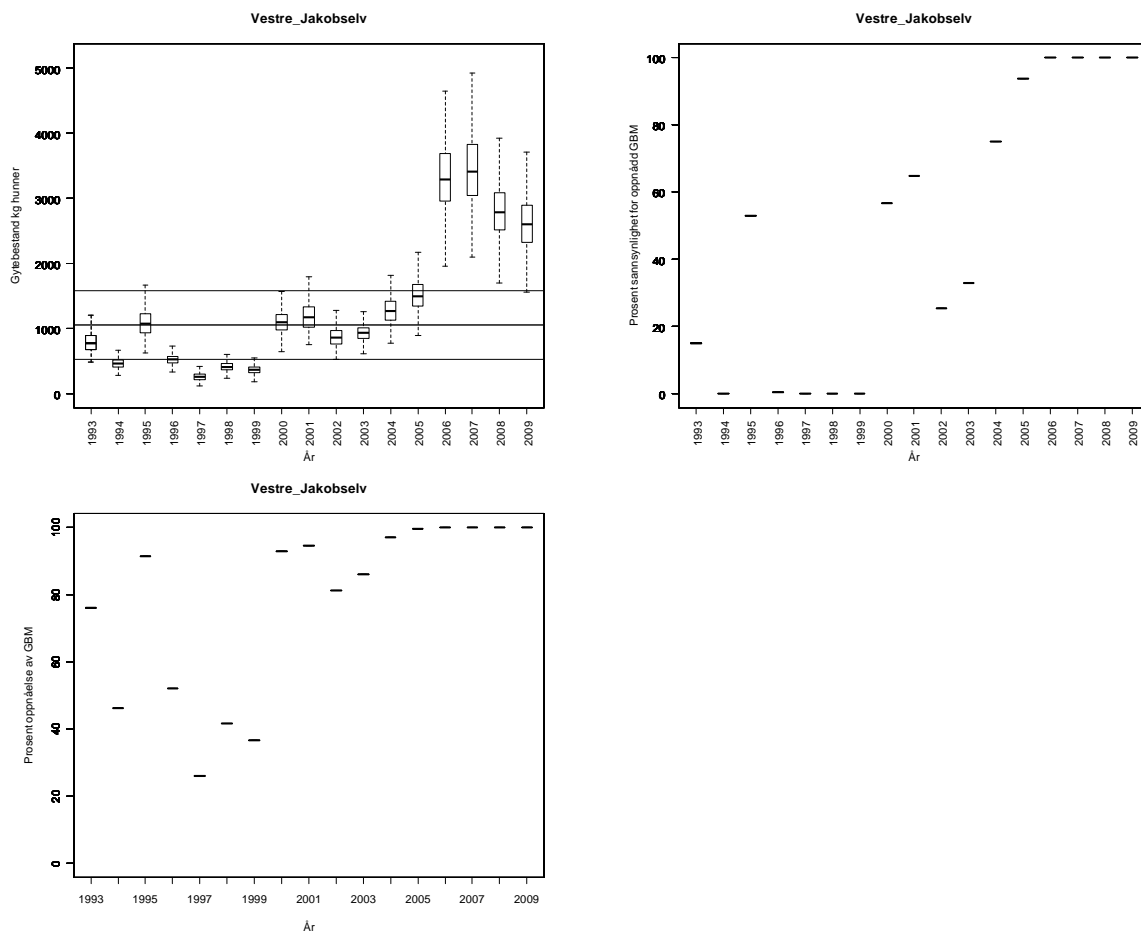 Vestre_Jakobselv
Gytebestand kg hunner
5000
4000
3000
2000
1000
0
1993 1994 1995 1996 1997 1998 1999 2000 2001 2002 2003 2004 2005 2006 2007 2008 2009
År
Vestre_Jakobselv
Prosent sannsynlighet for oppnådd GBM
100
80
60
40
20
0
1993 1994 1995 1996 1997 1998 1999 2000 2001 2002 2003 2004 2005 2006 2007 2008 2009
År
Vestre_Jakobselv
Prosent oppnåelse av GBM
100
80
60
40
20
0
1993 1995 1997 1999 2001 2003 2005 2007 2009
År